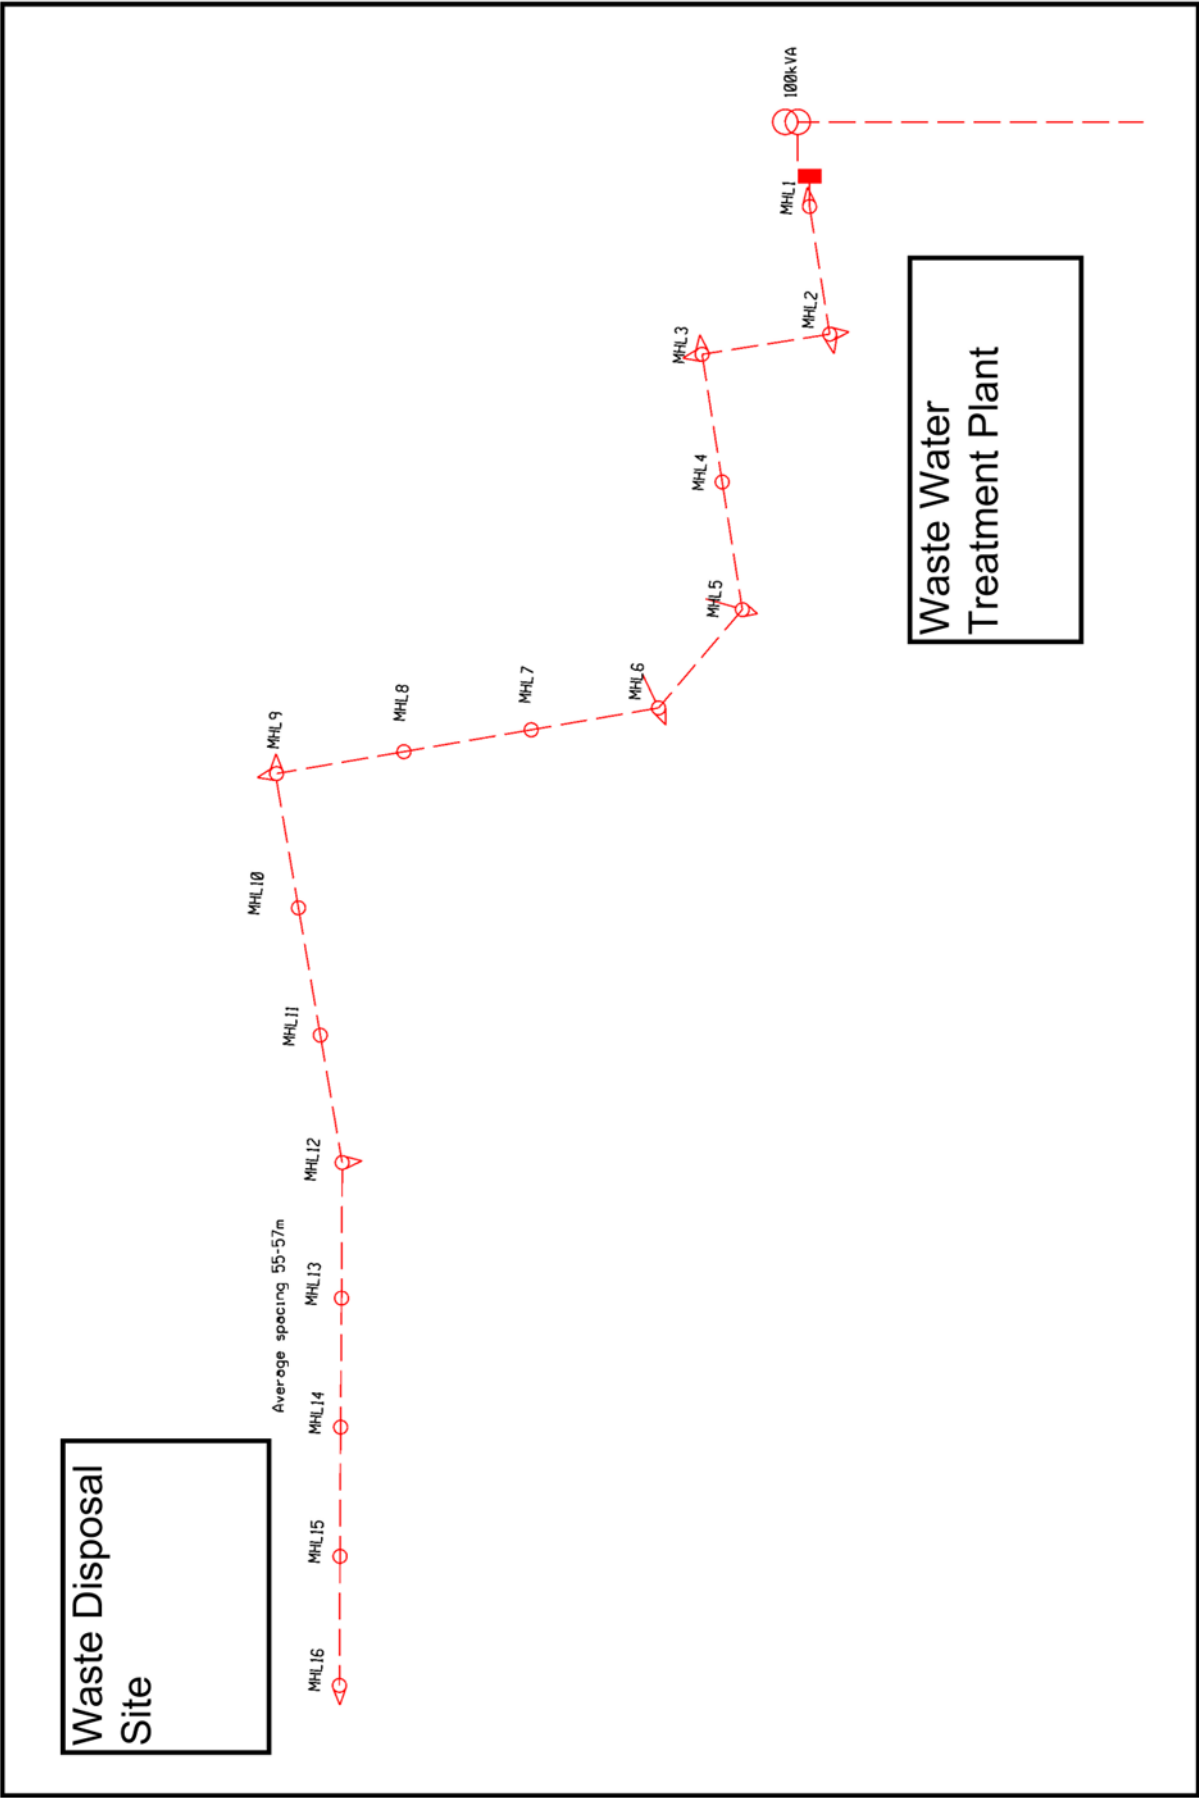 Waste Disposal
Site
MHL16
MHL15
MHL14
Average spacing 55-57m
MHL13
MHL12
MHL11
MHL10
MHL9
MHL8
MHL7
MHL6
MHL5
MHL4
MHL3
MHL2
MHL1
100kVA
Waste Water
Treatment Plant